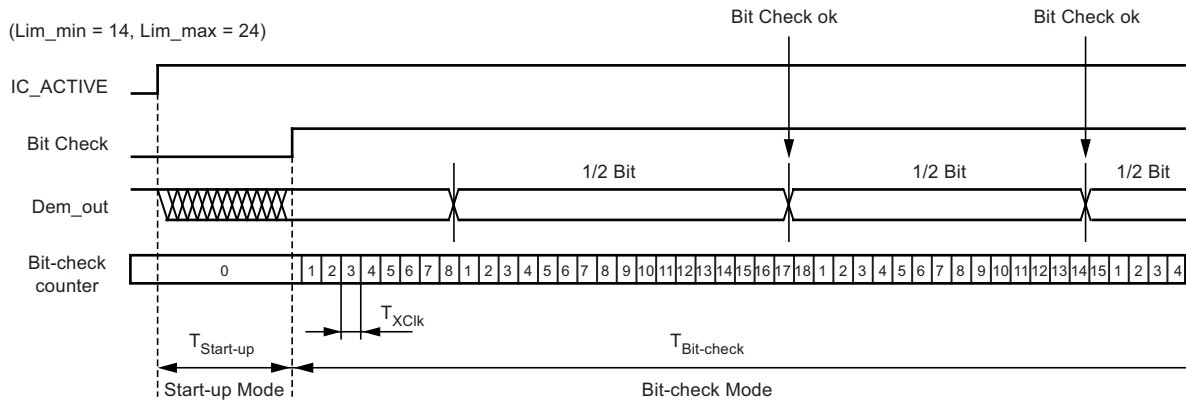 Bit Check ok Bit Check ok
(Lim_min = 14, Lim_max = 24)
IC_ACTIVE
Bit Check
1/2 Bit 1/2 Bit 1/2 Bit
Dem_out
Bit-check
counter
0 1 2 3 4 5 6 7 8 1 2 3 4 5 6 7 8 9 10 11 12 13 14 15 16 17 18 1 2 3 4 5 6 7 8 9 10 11 12 13 14 15 1 2 3 4
TXClk
TStart-up TBit-check
Start-up Mode Bit-check Mode